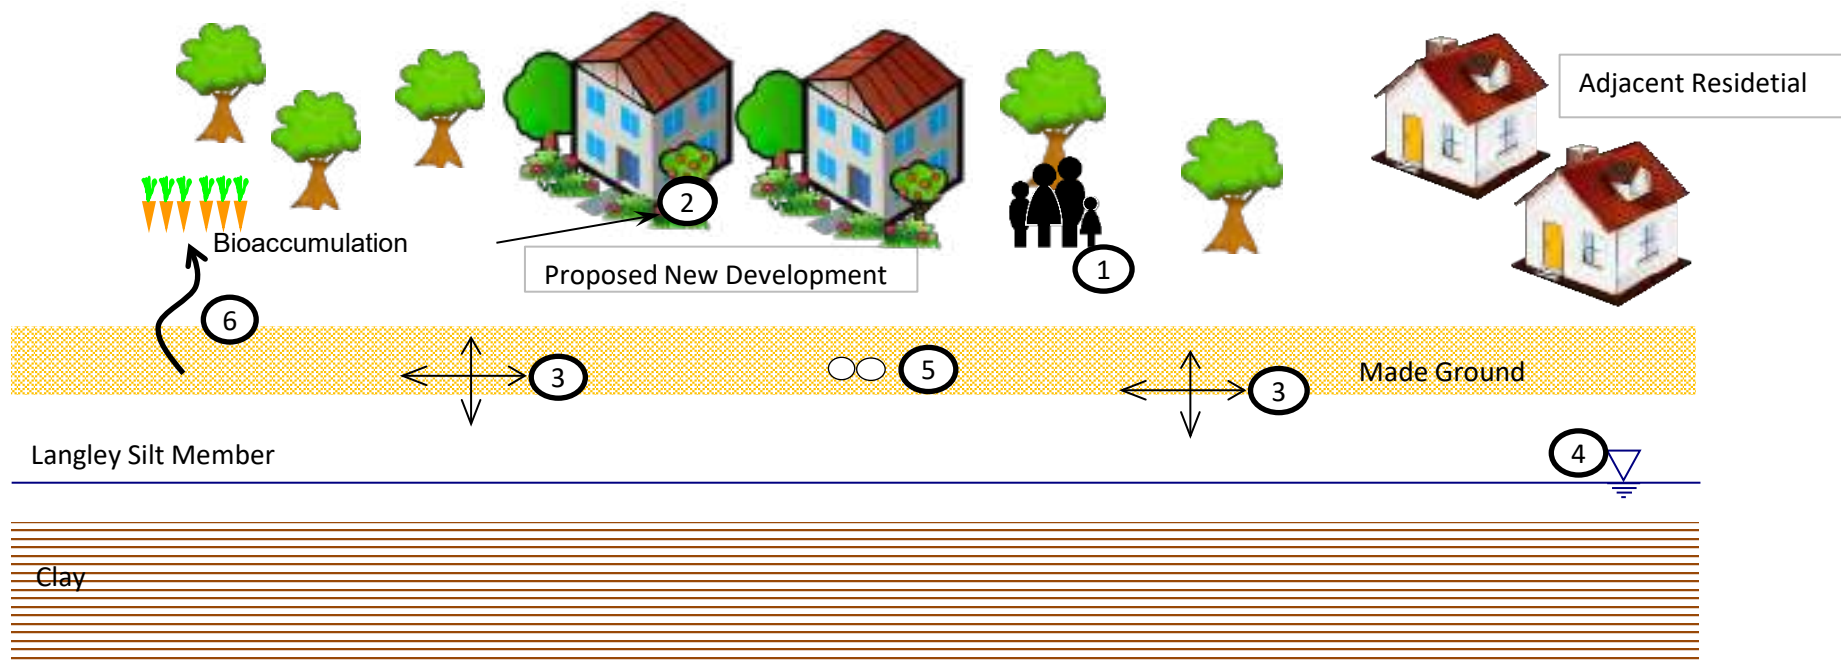 Adjacent Residetial
2
Bioaccumulation
Proposed New Development
1
6
3
5
3
Made Ground
Langley Silt Member
4
Clay